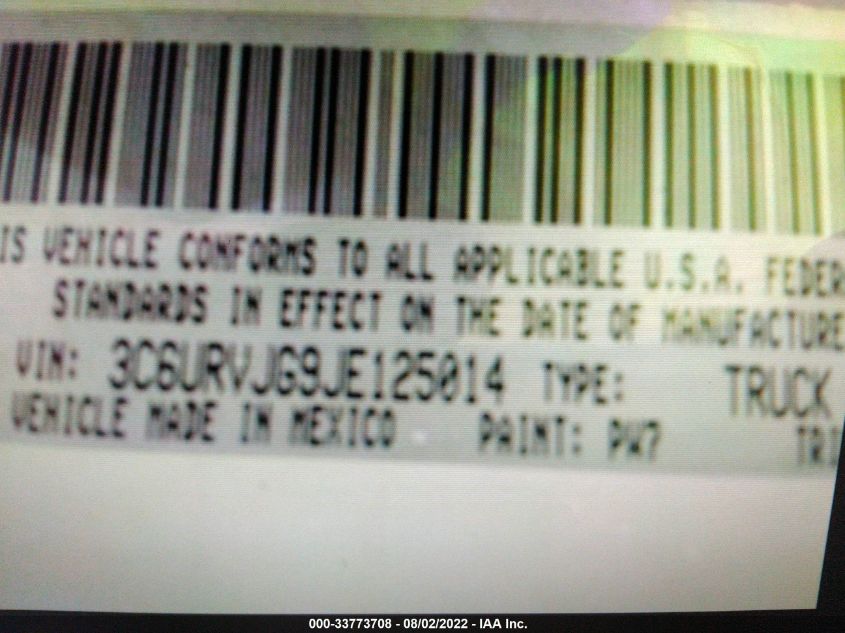 IS VEHICLE CONFORMS TO ALL APPLICABLE U.S.A. FEDER
STANDARDS IN EFFECT ON THE DATE OF MANUFACTURE
VIN: 3C6URVJG9JE125014 TYPE: TRUCK
VEHICLE MADE IN MEXICO PAINT: PW7 TRI
000-33773708 - 08/02/2022 - IAA Inc.